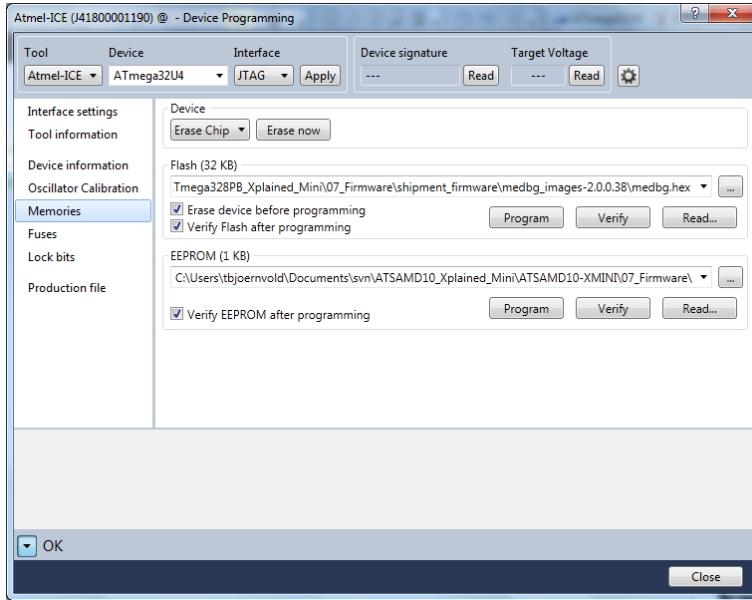 Atmel-ICE (J41800001190) @ - Device Programming
Tool Device Interface Device signature Target Voltage
Atmel-ICE ATmega32U4 JTAG Apply --- Read --- Read
Interface settings
Tool information
Device information
Oscillator Calibration
Memories
Fuses
Lock bits
Production file
Device
Erase Chip Erase now
Flash (32 KB)
Tmega328PB_Xplained_Mini\07_Firmware\shipment_firmware\medbg_images-2.0.0.38\medbg.hex ...
Erase device before programming
Verify Flash after programming
Program Verify Read...
EEPROM (1 KB)
C:\Users\tbjoernvold\Documents\svn\ATSAMD10_Xplained_Mini\ATSAMD10-XMINI\07_Firmware\ ...
Verify EEPROM after programming
Program Verify Read...
OK
Close